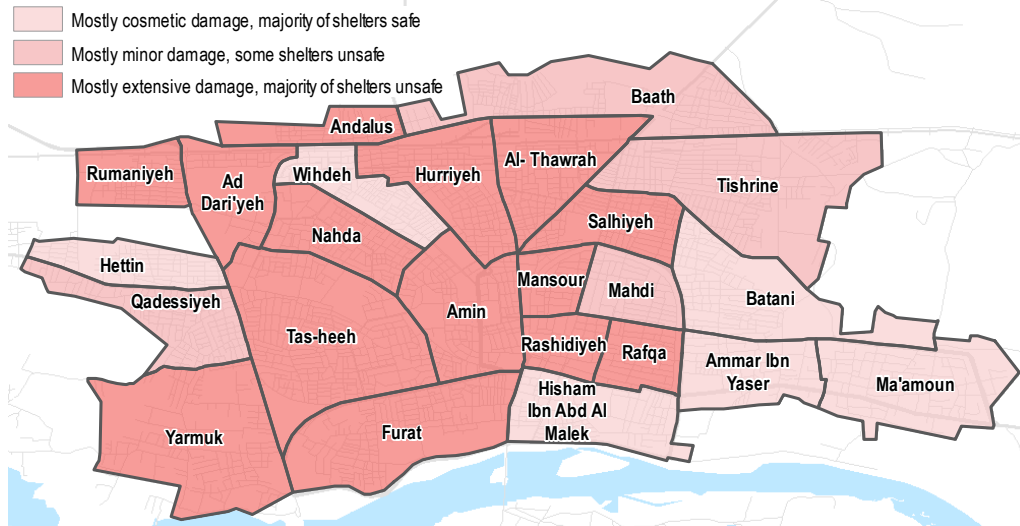 Mostly cosmetic damage, majority of shelters safe
Mostly minor damage, some shelters unsafe
Mostly extensive damage, majority of shelters unsafe
Baath
Andalus
Al- Thawrah
Rumaniyeh
Wihdeh
Hurriyeh
Ad
Dari'yeh
Tishrine
Salhiyeh
Nahda
Hettin
Mansour
Mahdi
Batani
Qadessiyeh
Amin
Tas-heeh
Rashidiyeh
Rafqa
Ammar Ibn
Yaser
Ma'amoun
Hisham
Ibn Abd Al
Malek
Yarmuk
Furat